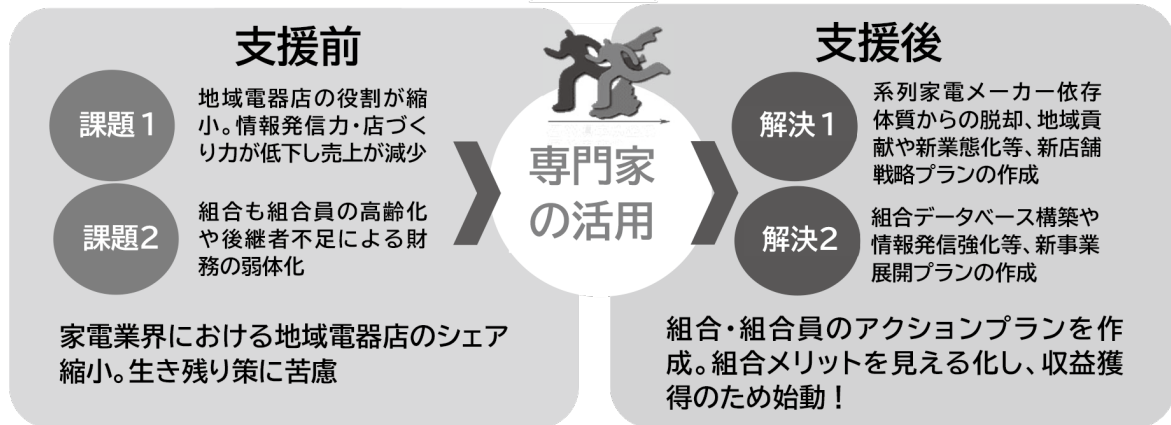 支援前
課題1
地域電器店の役割が縮
小。情報発信力・店づく
り力が低下し売上が減少
課題2
組合も組合員の高齢化
や後継者不足による財
務の弱体化
家電業界における地域電器店のシェア
縮小。生き残り策に苦慮
専門家
の活用
支援後
解決1
系列家電メーカー依存
体質からの脱却、地域貢
献や新業態化等、新店舗
戦略プランの作成
解決2
組合データベース構築や
情報発信強化等、新事業
展開プランの作成
組合・組合員のアクションプランを作
成。組合メリットを見える化し、収益獲
得のため始動！